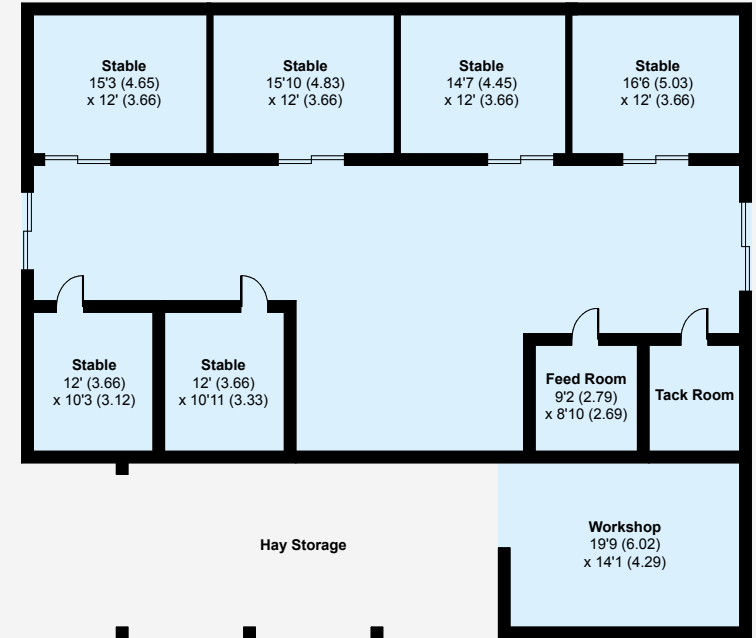 Stable
15'3 (4.65)
x 12' (3.66)
Stable
15'10 (4.83)
x 12' (3.66)
Stable
14'7 (4.45)
x 12' (3.66)
Stable
16'6 (5.03)
x 12' (3.66)
Stable
12' (3.66)
x 10'3 (3.12)
Stable
12' (3.66)
x 10'11 (3.33)
Feed Room
9'2 (2.79)
x 8'10 (2.69)
Tack Room
Hay Storage
Workshop
19'9 (6.02)
x 14'1 (4.29)